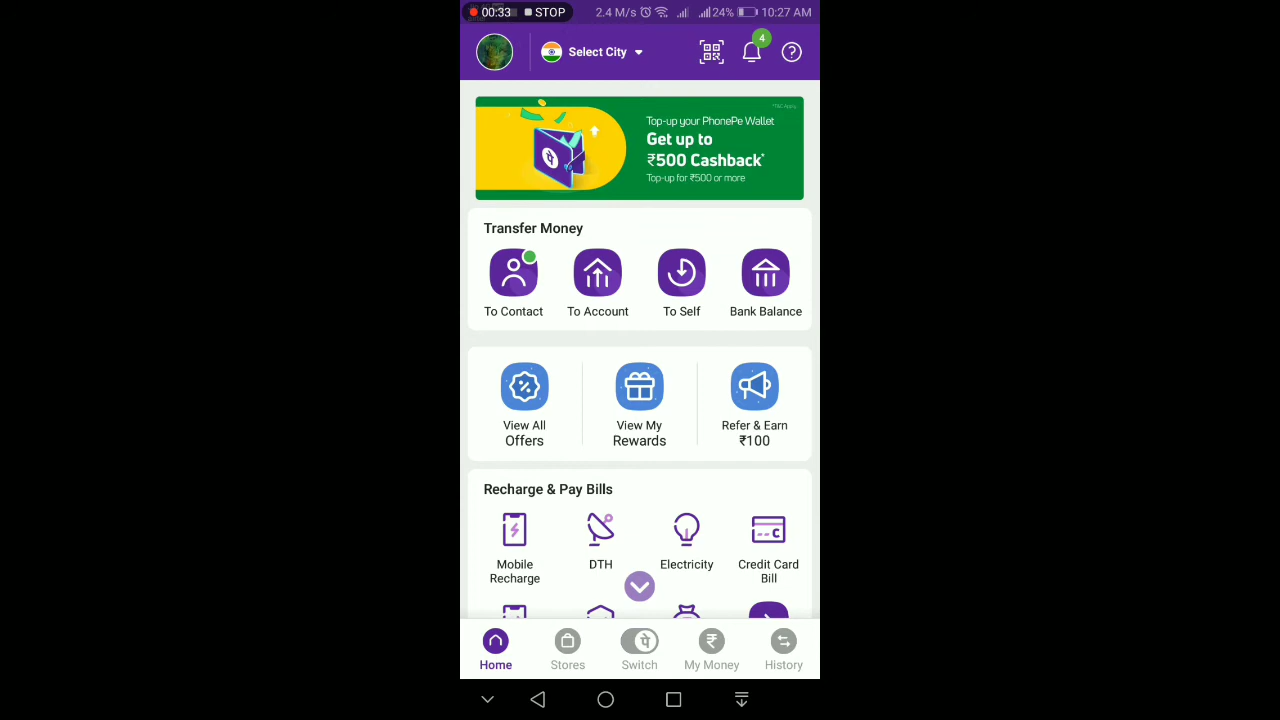 00:33 STOP 2.4 M/s 24% 10:27 AM
Select City
4
*T&C Apply
Top-up your PhonePe Wallet
Get up to
₹500 Cashback*
Top-up for ₹500 or more
पे
Transfer Money
To Contact To Account To Self Bank Balance
View All Offers
View My Rewards
Refer & Earn ₹100
Recharge & Pay Bills
Mobile Recharge
DTH
Electricity
Credit Card Bill
पे
₹
Home Stores Switch My Money History